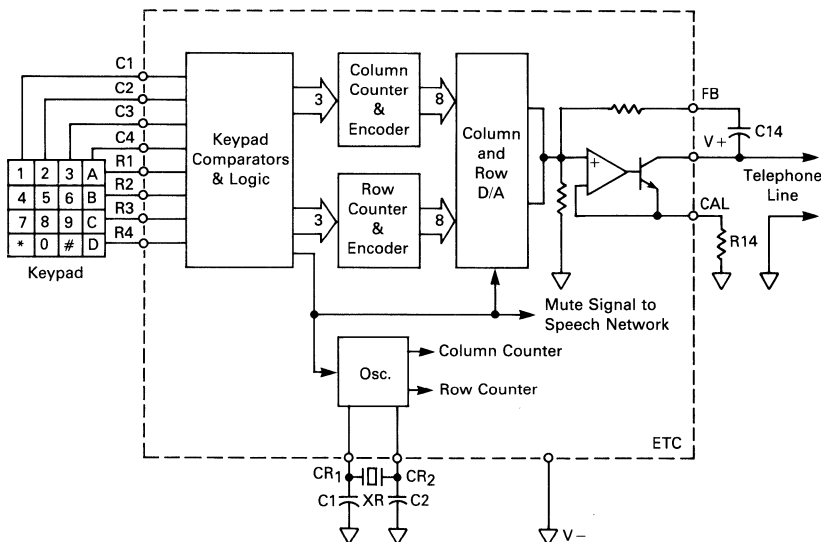 C1
C2
C3
C4
R1
R2
R3
R4
1 2 3 A
4 5 6 B
7 8 9 C
* 0 # D
Keypad
Keypad
Comparators
& Logic
3
Column
Counter
&
Encoder
8
3
Row
Counter
&
Encoder
8
Column
and
Row
D/A
+
FB
C14
V+
Telephone
Line
CAL
R14
Mute Signal to
Speech Network
Osc.
Column Counter
Row Counter
ETC
CR1
CR2
C1
XR
C2
V−